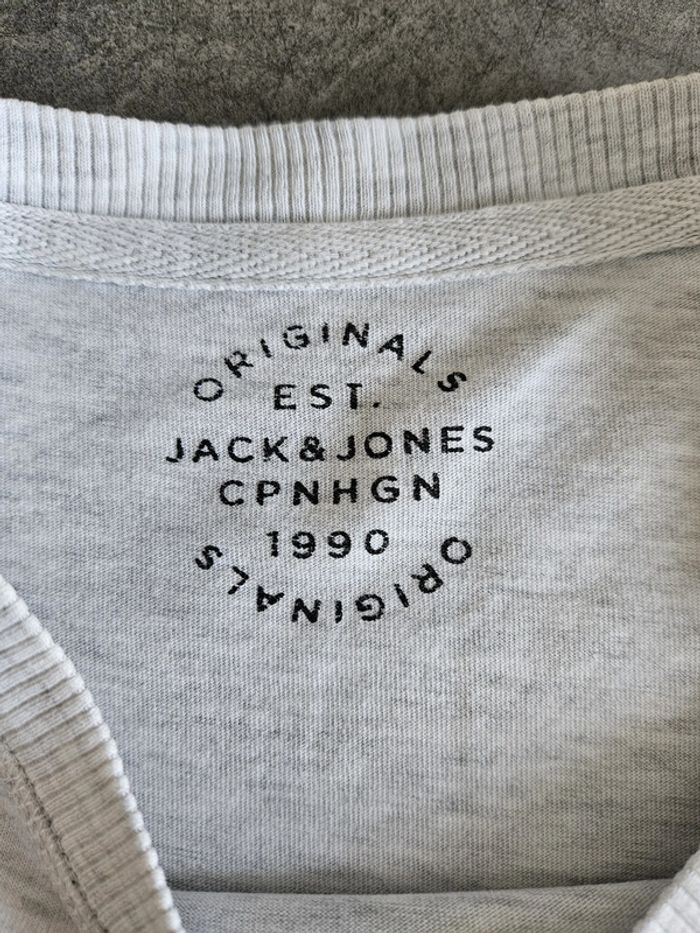 ORIGINALS
EST.
JACK&JONES
CPNHGN
1990
ORIGINALS